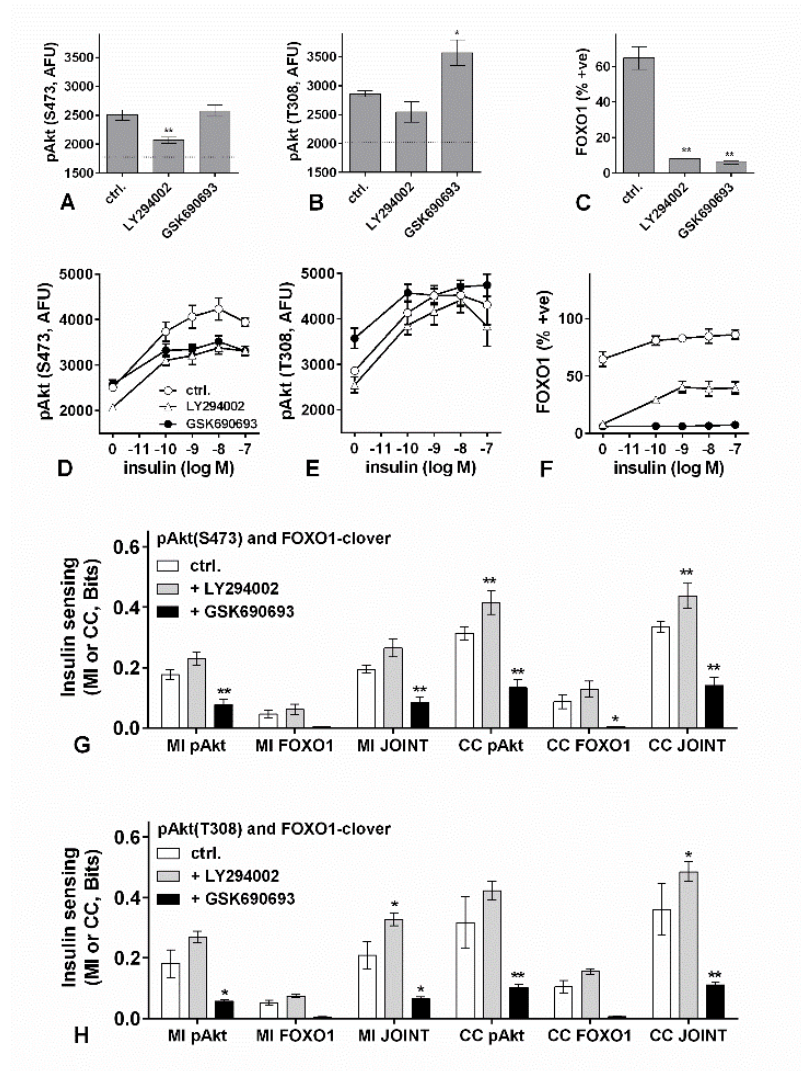 pAkt (S473, AFU)
3500
3000
2500
2000
1500
**
ctrl.
LY294002
GSK690693
A
pAkt (T308, AFU)
3500
3000
2500
2000
1500
*
ctrl.
LY294002
GSK690693
B
FOXO1 (% +ve)
60
40
20
0
**
**
ctrl.
LY294002
GSK690693
C
pAkt (S473, AFU)
5000
4000
3000
2000
ctrl.
LY294002
GSK690693
0 -11 -10 -9 -8 -7
insulin (log M)
D
pAkt (T308, AFU)
5000
4000
3000
2000
0 -11 -10 -9 -8 -7
insulin (log M)
E
FOXO1 (% +ve)
100
50
0
0 -11 -10 -9 -8 -7
insulin (log M)
F
Insulin sensing
(MI or CC, Bits)
0.6
0.4
0.2
0.0
pAkt(S473) and FOXO1-clover
ctrl.
+ LY294002
+ GSK690693
**
**
**
**
*
**
**
MI pAkt MI FOXO1 MI JOINT CC pAkt CC FOXO1 CC JOINT
G
Insulin sensing
(MI or CC, Bits)
0.6
0.4
0.2
0.0
pAkt(T308) and FOXO1-clover
ctrl.
+ LY294002
+ GSK690693
*
*
*
**
*
**
MI pAkt MI FOXO1 MI JOINT CC pAkt CC FOXO1 CC JOINT
H